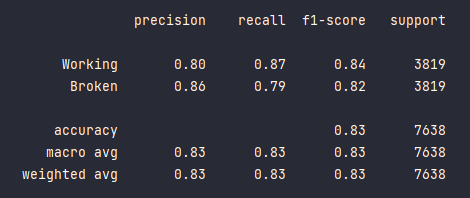 precision recall f1-score support
Working 0.80 0.87 0.84 3819
Broken 0.86 0.79 0.82 3819
accuracy 0.83 7638
macro avg 0.83 0.83 0.83 7638
weighted avg 0.83 0.83 0.83 7638